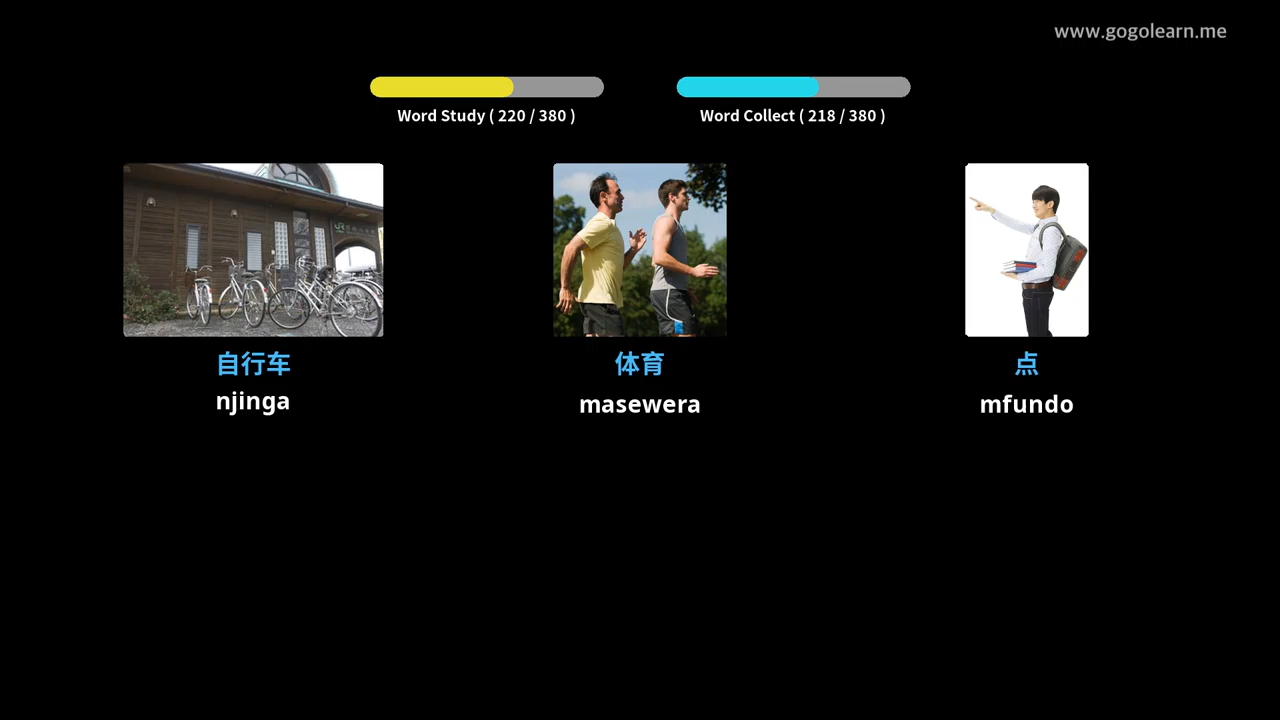 www.gogolearn.me
Word Study ( 220 / 380 )
Word Collect ( 218 / 380 )
JR
自行车
体育
点
njinga
masewera
mfundo